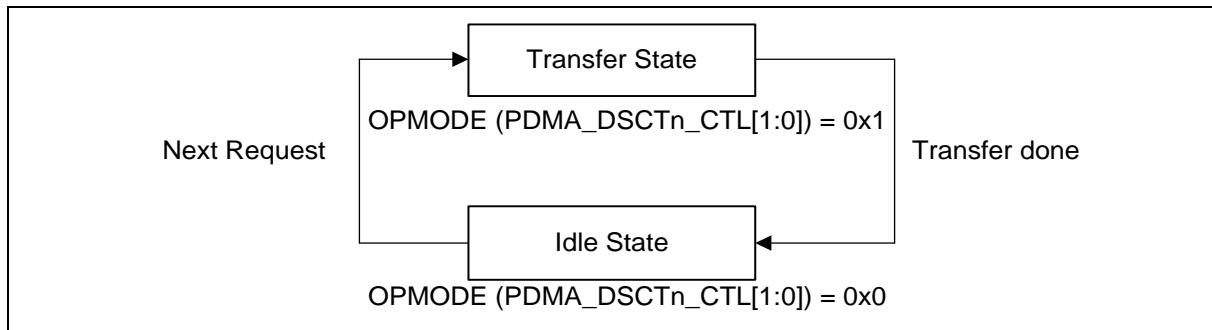 Transfer State
OPMODE (PDMA_DSCTn_CTL[1:0]) = 0x1
Next Request
Transfer done
Idle State
OPMODE (PDMA_DSCTn_CTL[1:0]) = 0x0